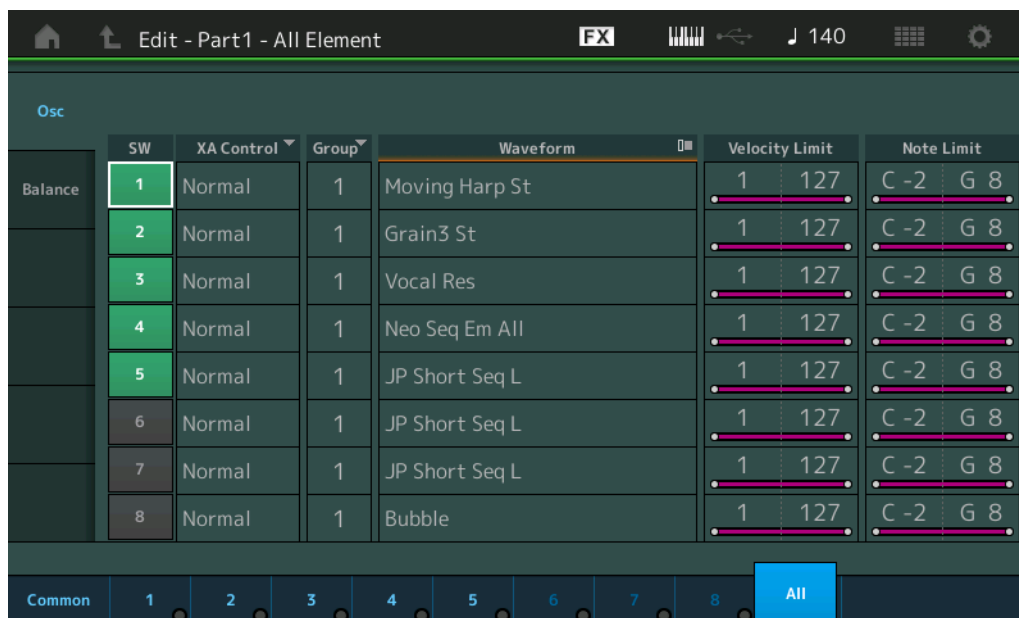 Edit - Part1 - All Element FX 140
Osc
SW XA Control Group Waveform Velocity Limit Note Limit
Balance 1 Normal 1 Moving Harp St 1 127 C -2 G 8
2 Normal 1 Grain3 St 1 127 C -2 G 8
3 Normal 1 Vocal Res 1 127 C -2 G 8
4 Normal 1 Neo Seq Em All 1 127 C -2 G 8
5 Normal 1 JP Short Seq L 1 127 C -2 G 8
6 Normal 1 JP Short Seq L 1 127 C -2 G 8
7 Normal 1 JP Short Seq L 1 127 C -2 G 8
8 Normal 1 Bubble 1 127 C -2 G 8
Common 1 2 3 4 5 6 7 8 All